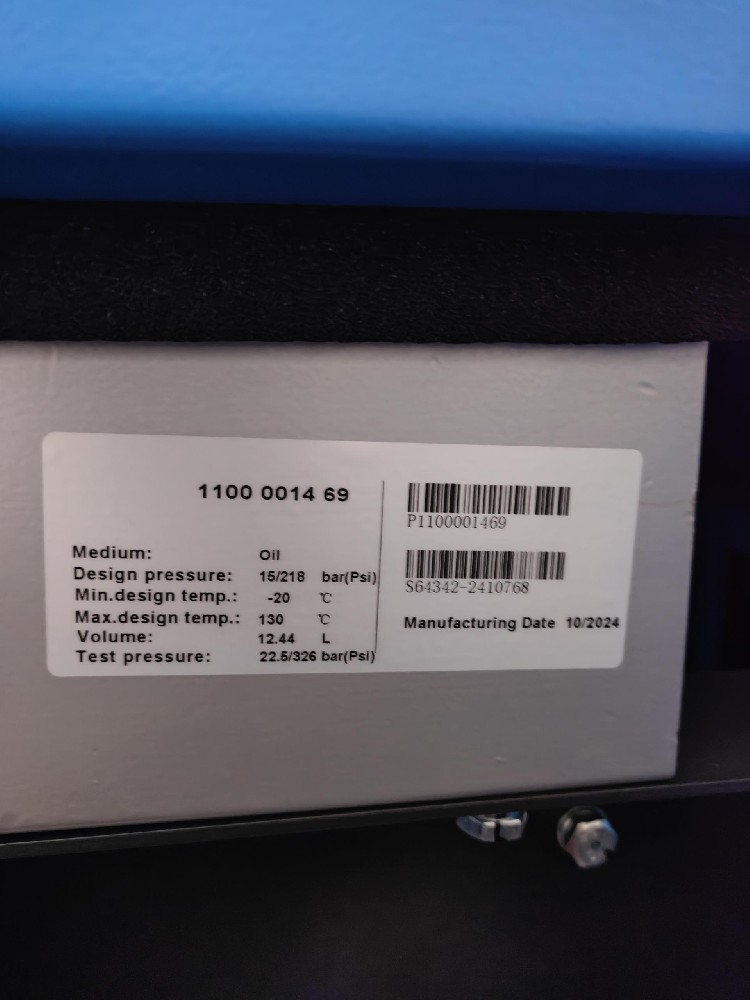 1100 0014 69
Medium: Oil
Design pressure: 15/218 bar(Psi)
Min.design temp.: -20 ℃
Max.design temp.: 130 ℃
Volume: 12.44 L
Test pressure: 22.5/326 bar(Psi)
P1100001469
S64342-2410768
Manufacturing Date 10/2024